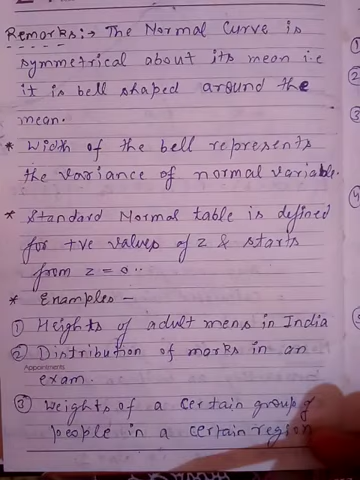 Remarks:→ The Normal Curve is
symmetrical about its mean i.e
it is bell shaped around the
mean.
* Width of the bell represents
the variance of normal variable.
* Standard Normal table is defined
for +ve values of z & starts
from z = 0..
* Examples –
① Heights of adult mens in India
② Distribution of marks in an
Appointments
exam.
③ Weights of a certain group of
people in a certain region